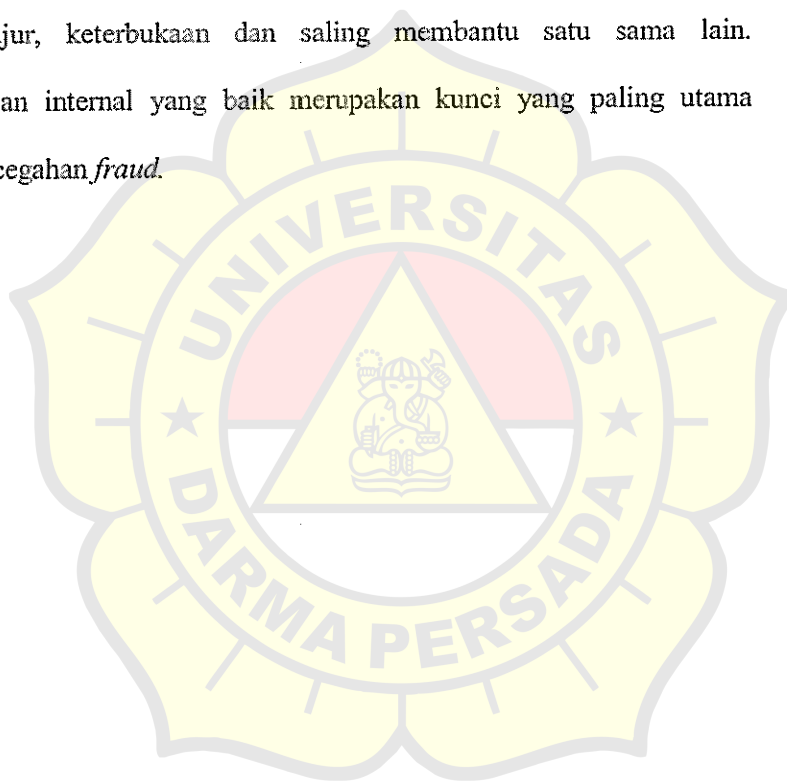 jur, keterbukaan dan saling membantu satu sama lain.
an internal yang baik merupakan kunci yang paling utama
cegahan fraud.
UNIVERSITAS
DARMA PERSADA